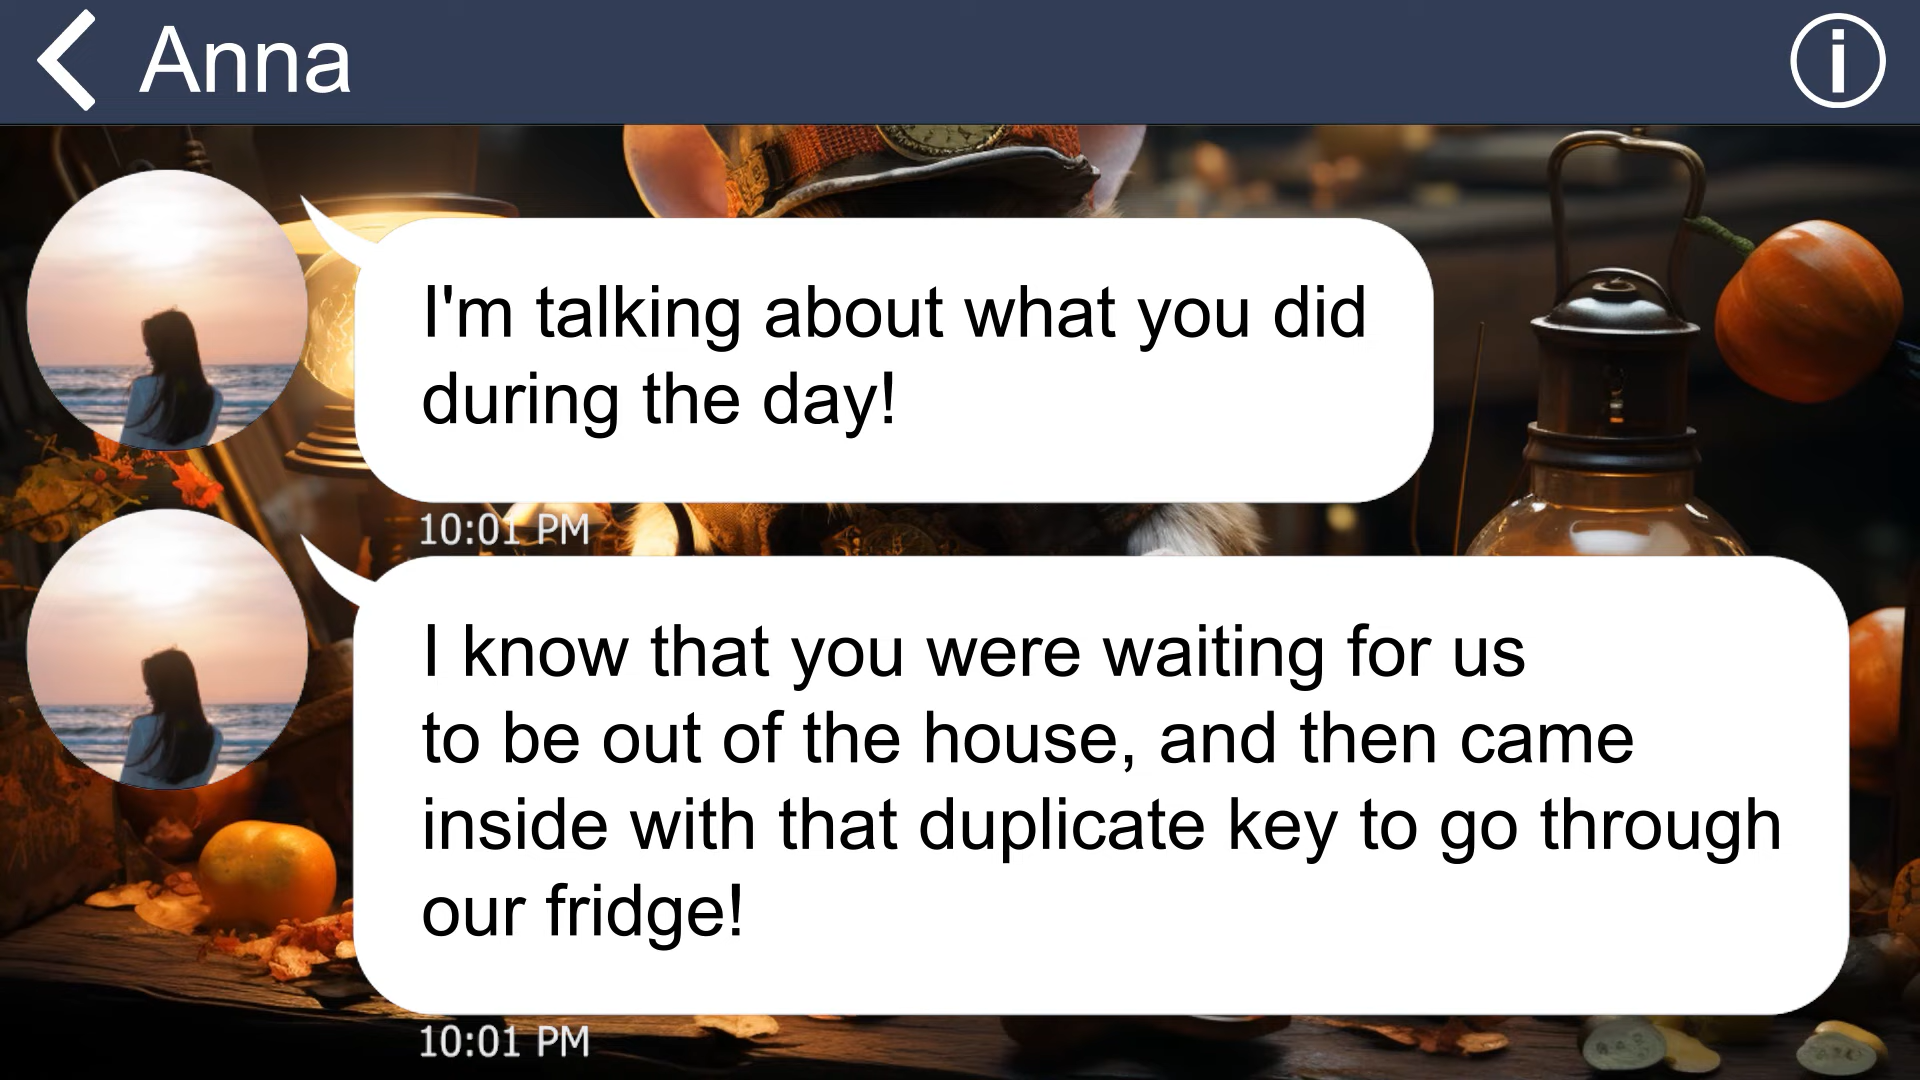 Anna
I'm talking about what you did
during the day!
10:01 PM
I know that you were waiting for us
to be out of the house, and then came
inside with that duplicate key to go through
our fridge!
10:01 PM